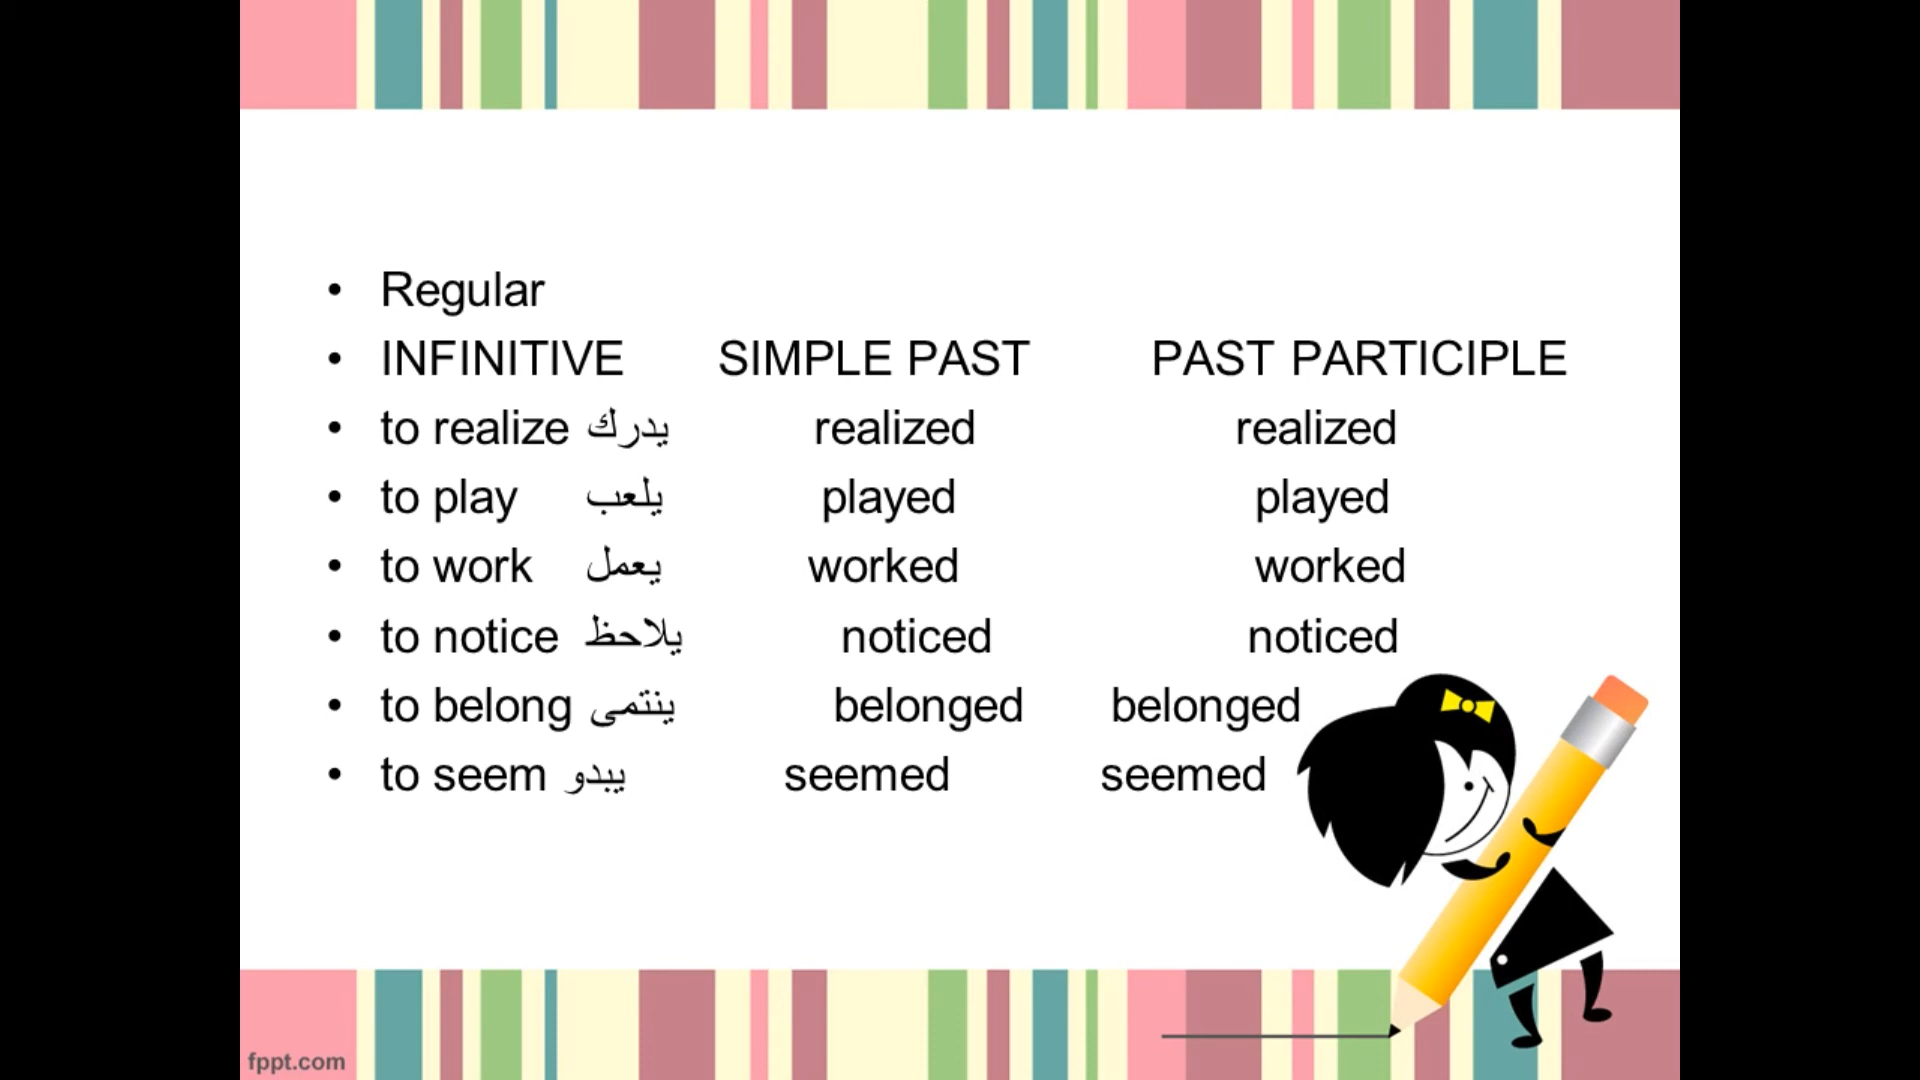 • Regular
• INFINITIVE SIMPLE PAST PAST PARTICIPLE
• to realize يدرك realized realized
• to play يلعب played played
• to work يعمل worked worked
• to notice يلاحظ noticed noticed
• to belong ينتمى belonged belonged
• to seem يبدو seemed seemed
fppt.com